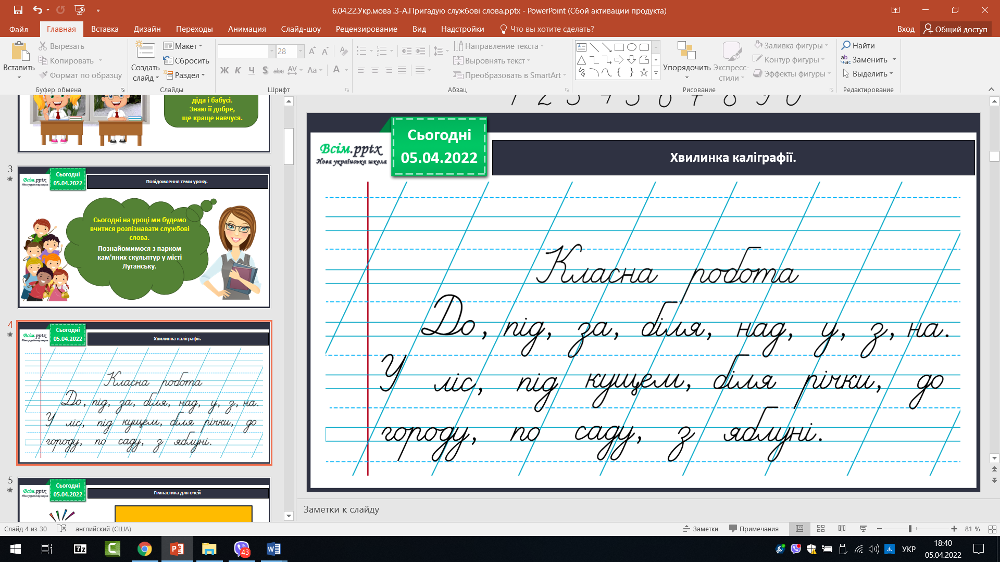 6.04.22.Укр.мова .3-А.Пригадую службові слова.pptx - PowerPoint (Сбой активации продукта)
Файл Главная Вставка Дизайн Переходы Анимация Слайд-шоу Рецензирование Вид Надстройки Что вы хотите сделать? Вход Общий доступ
Вставить
Вырезать
Копировать
Формат по образцу
Буфер обмена
Создать слайд
Макет
Сбросить
Раздел
Слайды
28
Ж К Ч S abc AV Aa A
Шрифт
Направление текста
Выровнять текст
Преобразовать в SmartArt
Абзац
Упорядочить
Экспресс-стили
Заливка фигуры
Контур фигуры
Эффекты фигуры
Рисование
Найти
Заменить
Выделить
Редактирование
діда і бабусі.
Знаю її добре,
ще краще навчуся.
3
Всім.pptx
Нова українська школа
Сьогодні
05.04.2022
Повідомлення теми уроку.
Сьогодні на уроці ми будемо
вчитися розпізнавати службові
слова.
Познайомимося з парком
кам'яних скульптур у місті
Луганську.
4
Всім.pptx
Нова українська школа
Сьогодні
05.04.2022
Хвилинка каліграфії.
Класна робота
До, під, за, біля, над, у, з, на.
У ліс, під кущем, біля річки, до
городу, по саду, з яблуні.
5
Всім.pptx
Нова українська школа
Сьогодні
05.04.2022
Гімнастика для очей
Всім.pptx
Нова українська школа
Сьогодні
05.04.2022
Хвилинка каліграфії.
Класна робота
До, під, за, біля, над, у, з, на.
У ліс, під кущем, біля річки, до
городу, по саду, з яблуні.
Заметки к слайду
Слайд 4 из 30 английский (США) Заметки Примечания 81 %
7z
43
УКР
18:40
05.04.2022